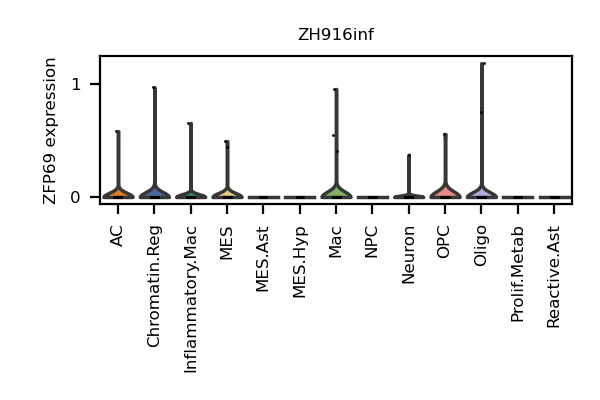 ZH916inf
ZFP69 expression
1
0
AC
Chromatin.Reg
Inflammatory.Mac
MES
MES.Ast
MES.Hyp
Mac
NPC
Neuron
OPC
Oligo
Prolif.Metab
Reactive.Ast